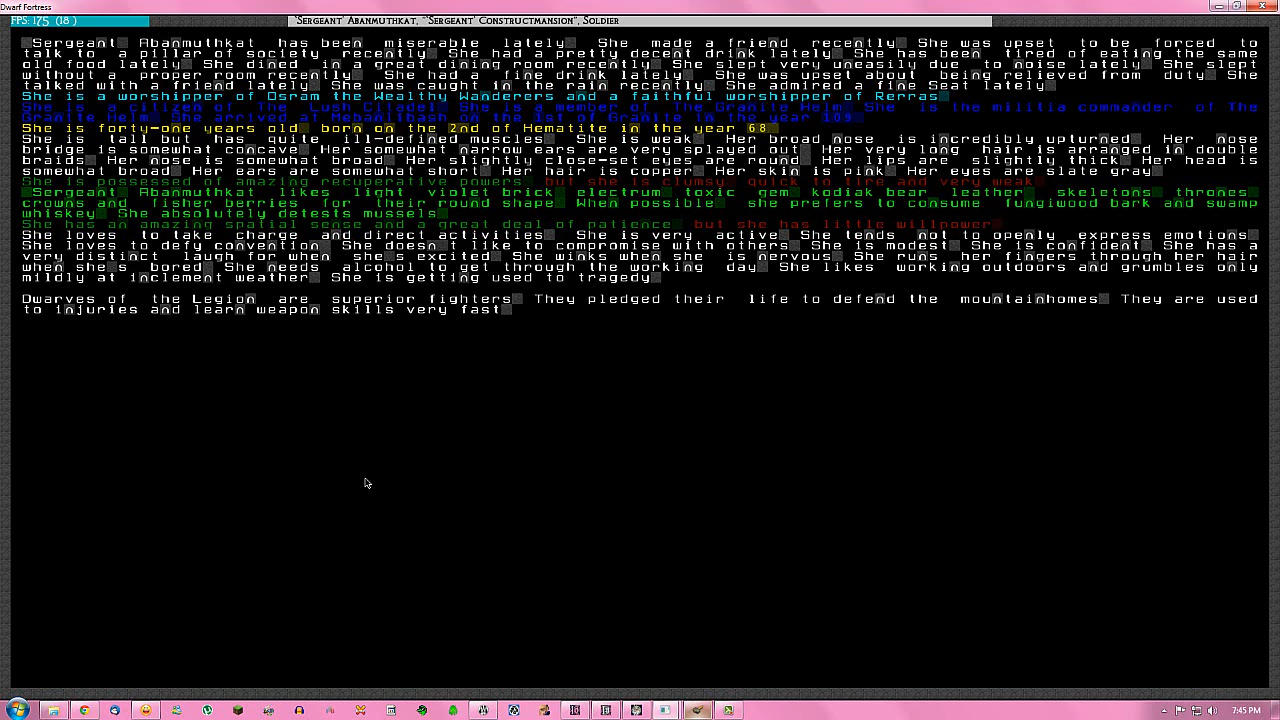 Dwarf Fortress
FPS: 175 (18 )
'Sergeant' Abanmuthkat, "'Sergeant' Constructmansion", Soldier
Sergeant Abanmuthkat has been miserable lately She made a friend recently She was upset to be forced to
talk to a pillar of society recently She had a pretty decent drink lately She has been tired of eating the same
old food lately She dined in a great dining room recently She slept very uneasily due to noise lately She slept
without a proper room recently She had a fine drink lately She was upset about being relieved from duty She
talked with a friend lately She was caught in the rain recently She admired a fine Seat lately
She is a worshipper of Osram the Wealthy Wanderers and a faithful worshipper of Rerras
She is a citizen of The Lush Citadel She is a member of The Granite Helm She is the militia commander of The
Granite Helm She arrived at Mebanlibash on the 1st of Granite in the year 109
She is forty-one years old born on the 2nd of Hematite in the year 68
She is tall but has quite ill-defined muscles She is weak Her broad nose is incredibly upturned Her nose
bridge is somewhat concave Her somewhat narrow ears are very splayed out Her very long hair is arranged in double
braids Her nose is somewhat broad Her slightly close-set eyes are round Her lips are slightly thick Her head is
somewhat broad Her ears are somewhat short Her hair is copper Her skin is pink Her eyes are slate gray
She is possessed of amazing recuperative powers but she is clumsy quick to tire and very weak
Sergeant Abanmuthkat likes light violet brick electrum toxic gem kodiak bear leather skeletons thrones
crowns and fisher berries for their round shape When possible she prefers to consume fungiwood bark and swamp
whiskey She absolutely detests mussels
She has an amazing spatial sense and a great deal of patience but she has little willpower
She loves to take charge and direct activities She is very active She tends not to openly express emotions
She loves to defy convention She doesn t like to compromise with others She is modest She is confident She has a
very distinct laugh for when she s excited She winks when she is nervous She runs her fingers through her hair
when she s bored She needs alcohol to get through the working day She likes working outdoors and grumbles only
mildly at inclement weather She is getting used to tragedy
Dwarves of the Legion are superior fighters They pledged their life to defend the mountainhomes They are used
to injuries and learn weapon skills very fast
7:45 PM